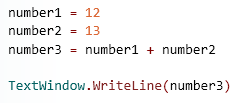 number1 = 12
number2 = 13
number3 = number1 + number2
TextWindow.WriteLine(number3)